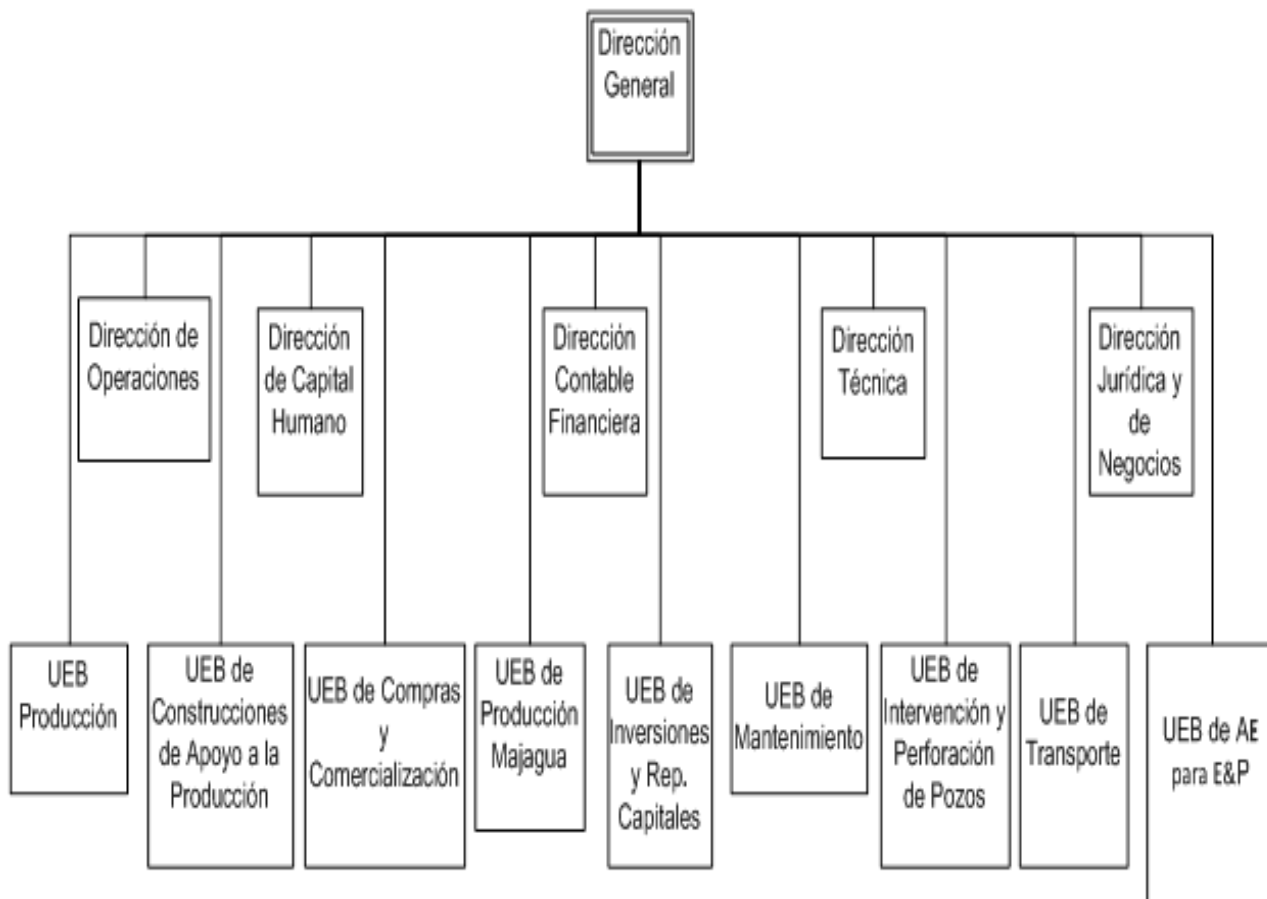 Dirección
General
Dirección de
Operaciones
Dirección
de Capital
Humano
Dirección
Contable
Financiera
Dirección
Técnica
Dirección
Jurídica y
de
Negocios
UEB
Producción
UEB de
Construcciones
de Apoyo a la
Producción
UEB de Compras
y
Comercialización
UEB de
Producción
Majagua
UEB de
Inversiones
y Rep.
Capitales
UEB de
Mantenimiento
UEB de
Intervención y
Perforación
de Pozos
UEB de
Transporte
UEB de AE
para E&P